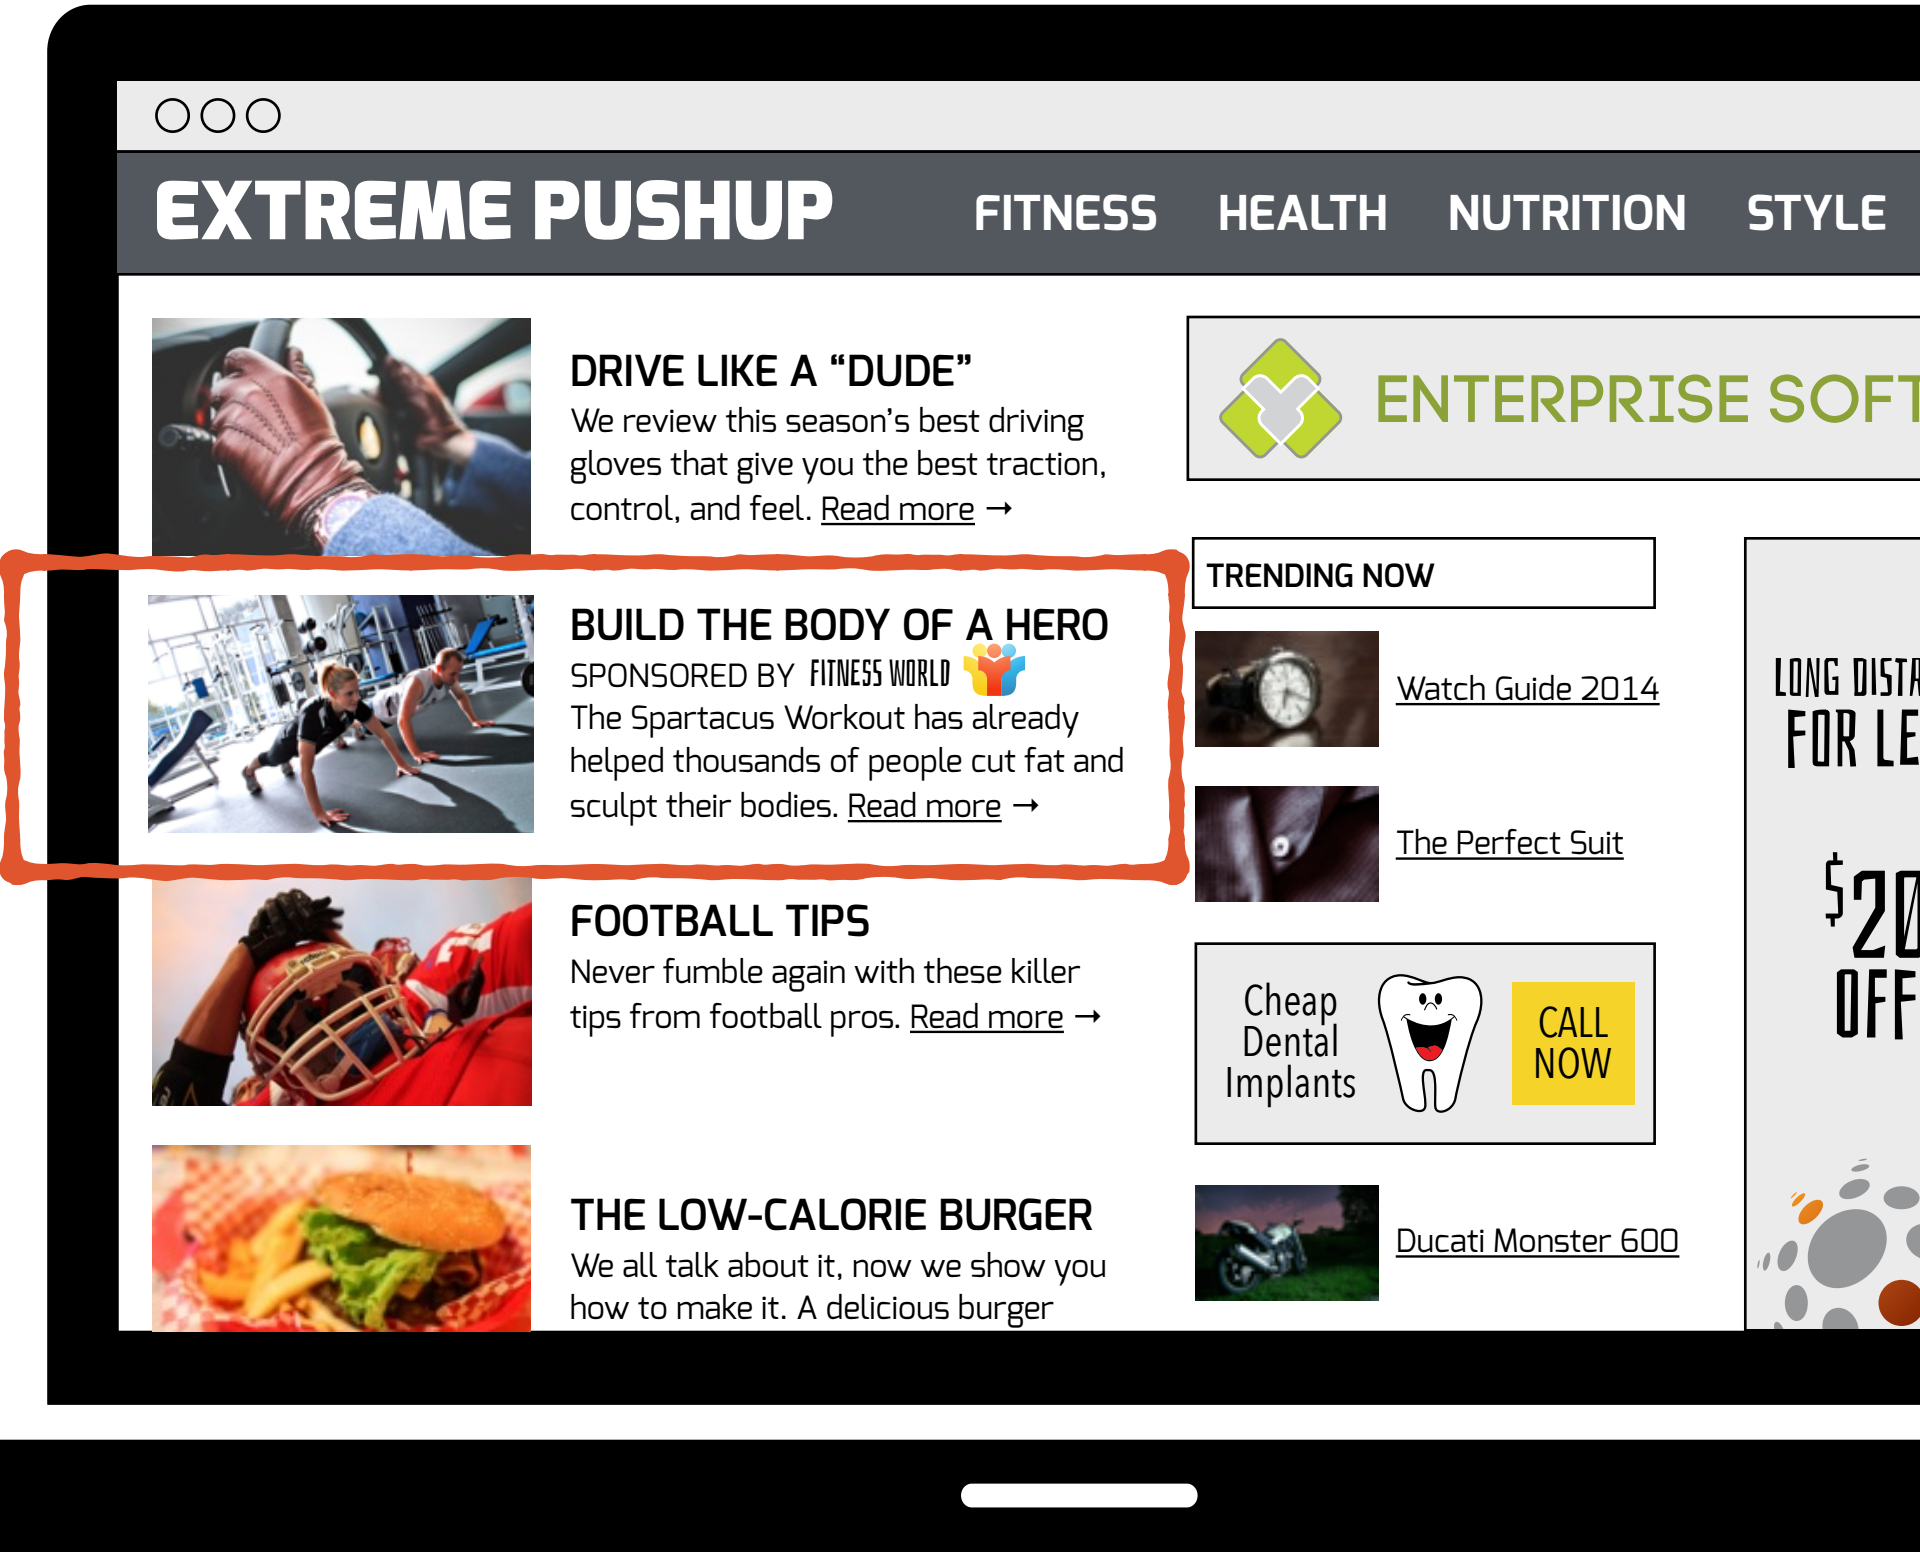 EXTREME PUSHUP
FITNESS
HEALTH
NUTRITION
STYLE
DRIVE LIKE A “DUDE”
We review this season’s best driving
gloves that give you the best traction,
control, and feel. Read more →
BUILD THE BODY OF A HERO
SPONSORED BY FITNESS WORLD
The Spartacus Workout has already
helped thousands of people cut fat and
sculpt their bodies. Read more →
FOOTBALL TIPS
Never fumble again with these killer
tips from football pros. Read more →
THE LOW-CALORIE BURGER
We all talk about it, now we show you
how to make it. A delicious burger
ENTERPRISE SOFT
TRENDING NOW
Watch Guide 2014
The Perfect Suit
Cheap
Dental
Implants
CALL
NOW
Ducati Monster 600
LONG DISTA
FOR LE
$20
OFF